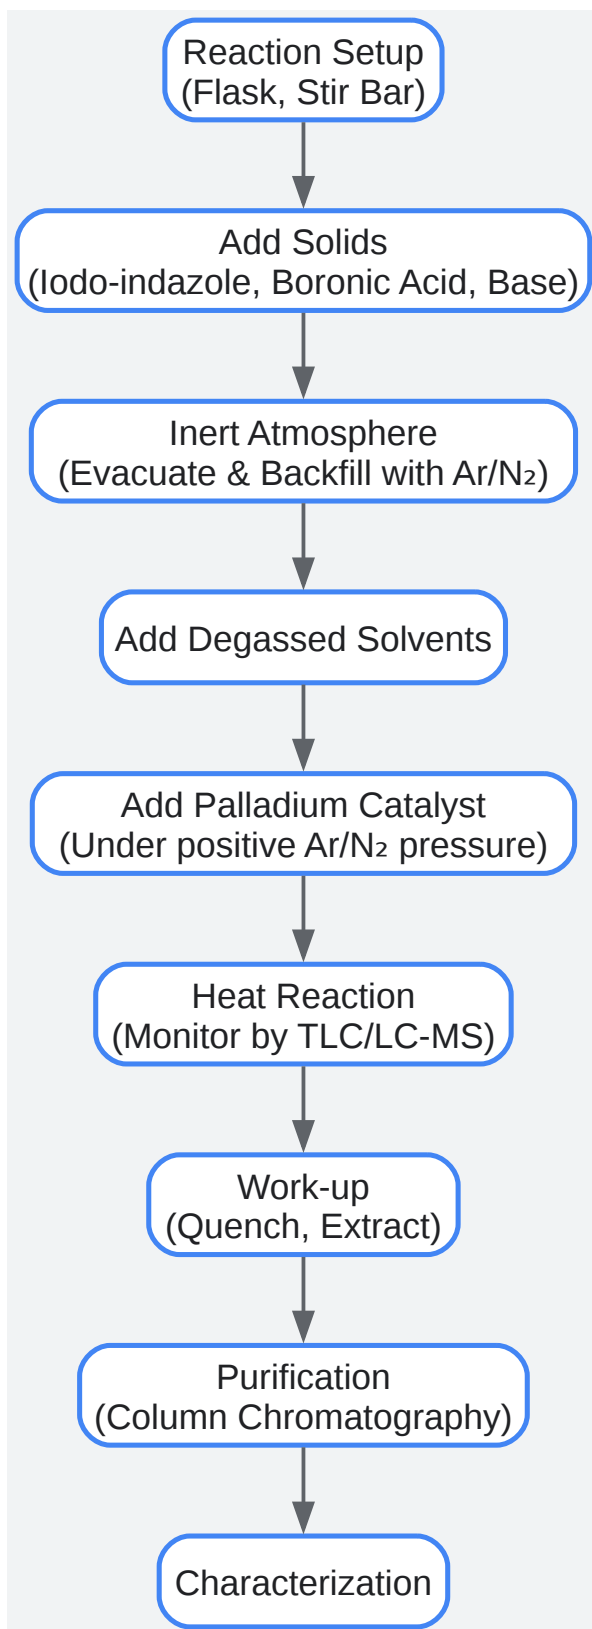 Reaction Setup
(Flask, Stir Bar)
Add Solids
(Iodo-indazole, Boronic Acid, Base)
Inert Atmosphere
(Evacuate & Backfill with Ar/N₂)
Add Degassed Solvents
Add Palladium Catalyst
(Under positive Ar/N₂ pressure)
Heat Reaction
(Monitor by TLC/LC-MS)
Work-up
(Quench, Extract)
Purification
(Column Chromatography)
Characterization